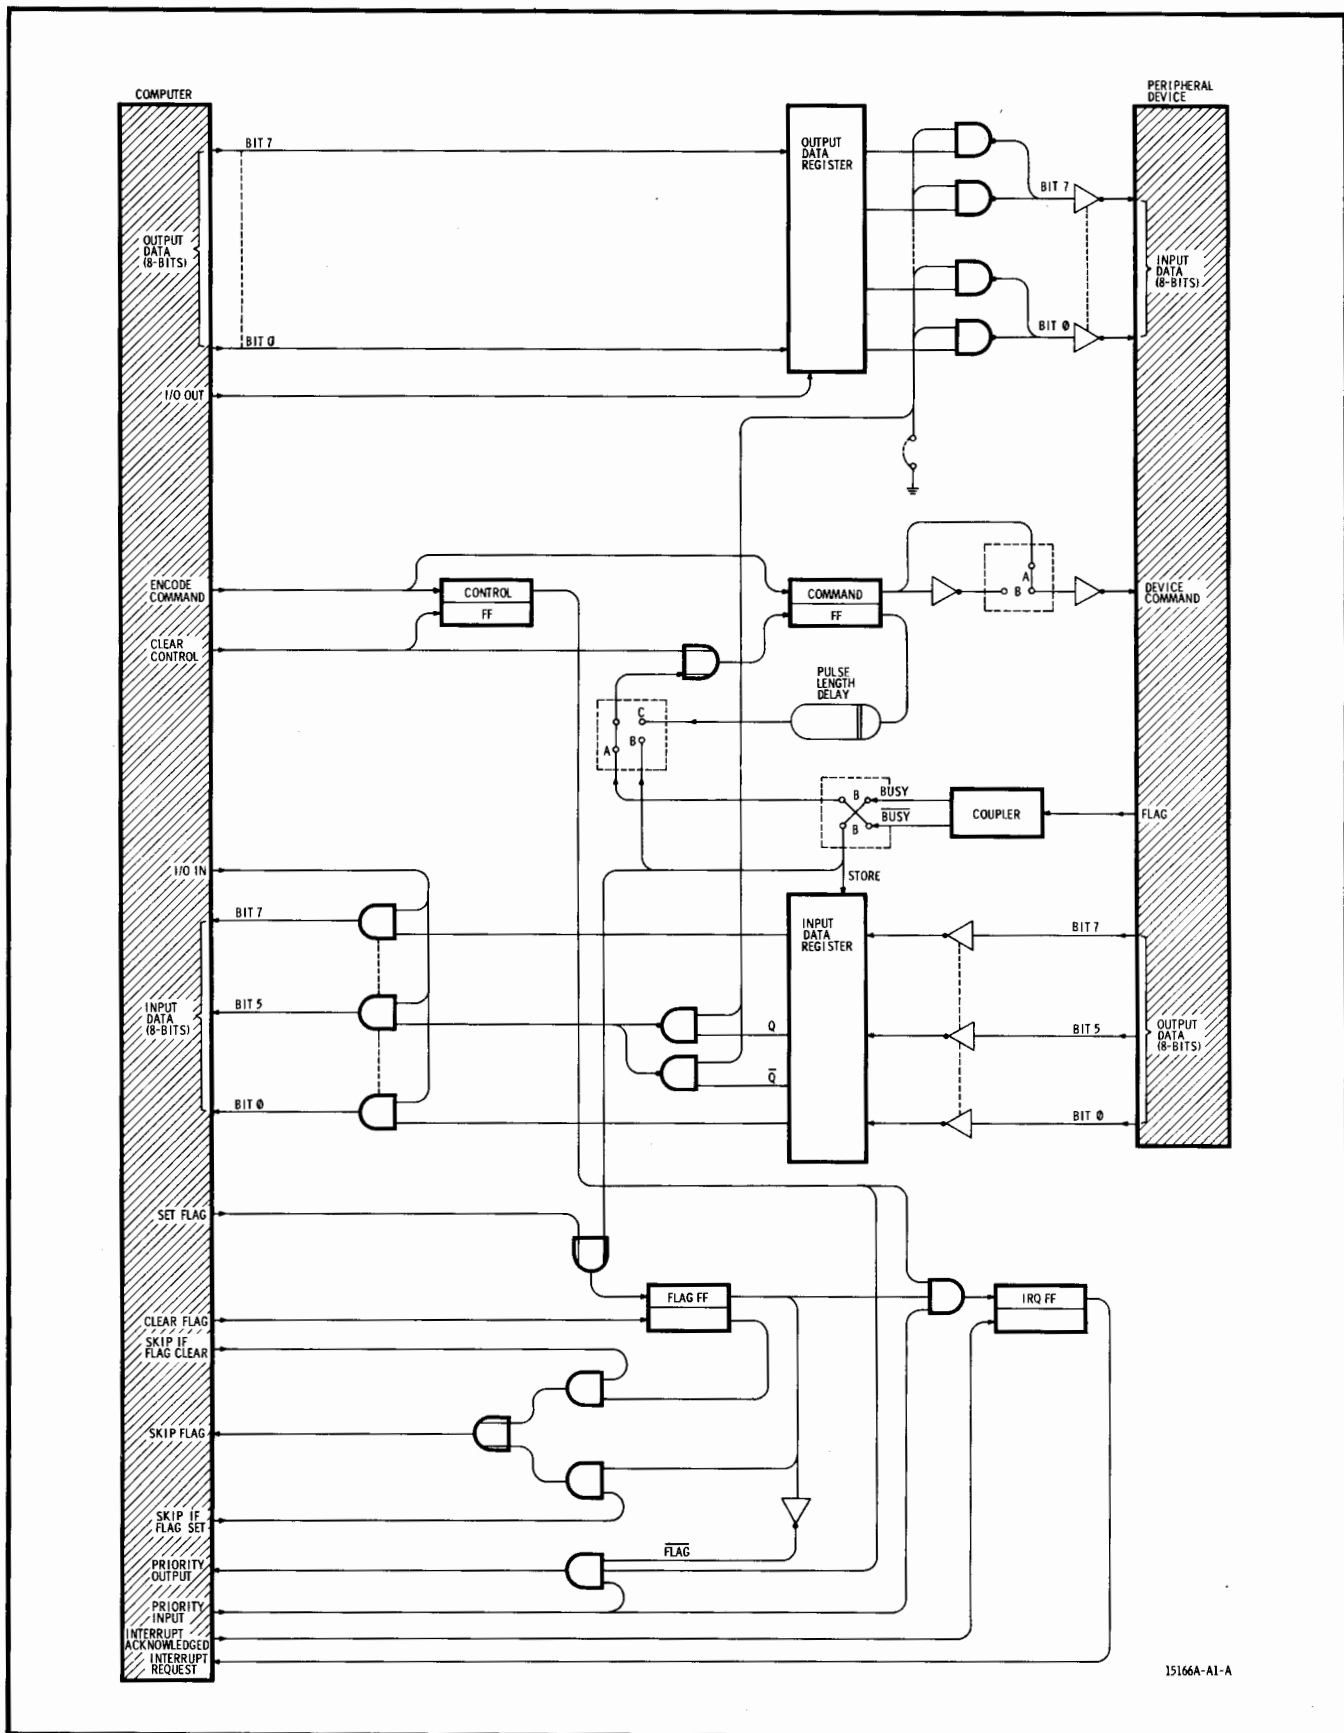 COMPUTER
PERIPHERAL
DEVICE
BIT 7
OUTPUT
DATA
REGISTER
BIT 7
OUTPUT
DATA
(8-BITS)
INPUT
DATA
(8-BITS)
BIT 0
BIT Ø
I/O OUT
ENCODE
COMMAND
CONTROL
FF
COMMAND
FF
A
B
DEVICE
COMMAND
CLEAR
CONTROL
PULSE
LENGTH
DELAY
C
B
A
B
BUSY
BUSY
B
COUPLER
FLAG
I/O IN
STORE
BIT 7
INPUT
DATA
REGISTER
BIT 7
INPUT
DATA
(8-BITS)
BIT 5
Q
BIT 5
OUTPUT
DATA
(8-BITS)
Q
BIT Ø
BIT Ø
SET FLAG
FLAG FF
IRQ FF
CLEAR FLAG
SKIP IF
FLAG CLEAR
SKIP FLAG
SKIP IF
FLAG SET
FLAG
PRIORITY
OUTPUT
PRIORITY
INPUT
INTERRUPT
ACKNOWLEDGED
INTERRUPT
REQUEST
15166A-A1-A